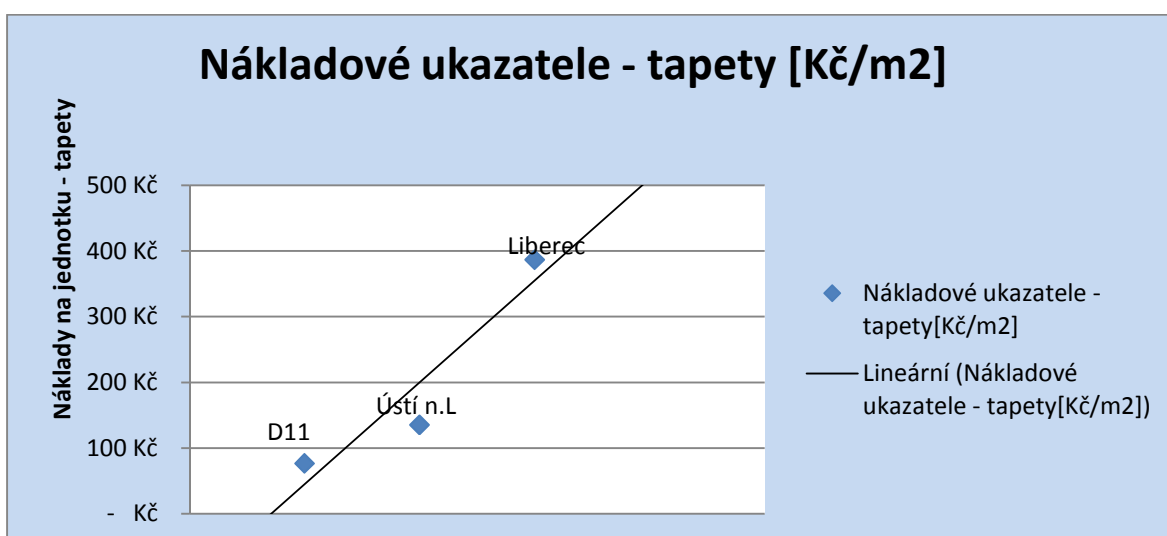 Nákladové ukazatele - tapety [Kč/m2]
Náklady na jednotku - tapety
500 Kč
400 Kč
300 Kč
200 Kč
100 Kč
- Kč
Liberec
Ústí n.L
D11
Nákladové ukazatele -
tapety[Kč/m2]
Lineární (Nákladové
ukazatele - tapety[Kč/m2])